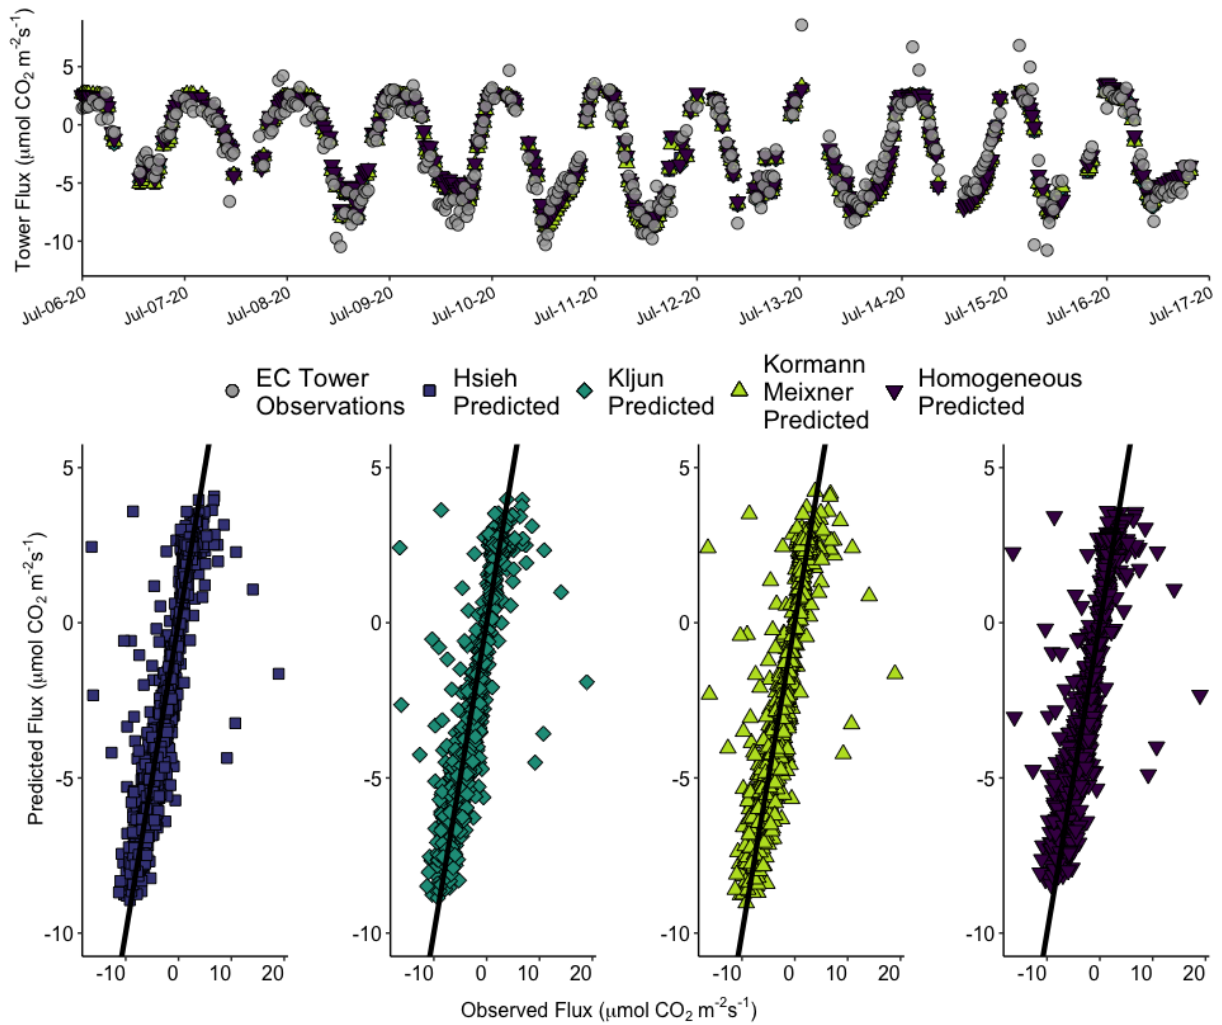 Tower Flux (μmol CO₂ m⁻²s⁻¹)
5
0
-5
-10
Jul-06-20
Jul-07-20
Jul-08-20
Jul-09-20
Jul-10-20
Jul-11-20
Jul-12-20
Jul-13-20
Jul-14-20
Jul-15-20
Jul-16-20
Jul-17-20
EC Tower
Observations
Hsieh
Predicted
Kljun
Predicted
Kormann
Meixner
Predicted
Homogeneous
Predicted
Predicted Flux (μmol CO₂ m⁻²s⁻¹)
5
0
-5
-10
-10 0 10 20
5
0
-5
-10
-10 0 10 20
5
0
-5
-10
-10 0 10 20
5
0
-5
-10
-10 0 10 20
Observed Flux (μmol CO₂ m⁻²s⁻¹)